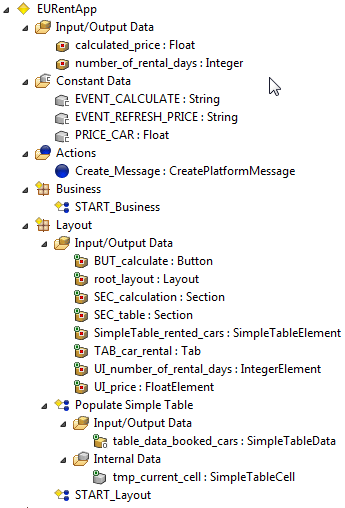 EURentApp
Input/Output Data
calculated_price : Float
number_of_rental_days : Integer
Constant Data
EVENT_CALCULATE : String
EVENT_REFRESH_PRICE : String
PRICE_CAR : Float
Actions
Create_Message : CreatePlatformMessage
Business
START_Business
Layout
Input/Output Data
BUT_calculate : Button
root_layout : Layout
SEC_calculation : Section
SEC_table : Section
SimpleTable_rented_cars : SimpleTableElement
TAB_car_rental : Tab
UI_number_of_rental_days : IntegerElement
UI_price : FloatElement
Populate Simple Table
Input/Output Data
table_data_booked_cars : SimpleTableData
Internal Data
tmp_current_cell : SimpleTableCell
START_Layout